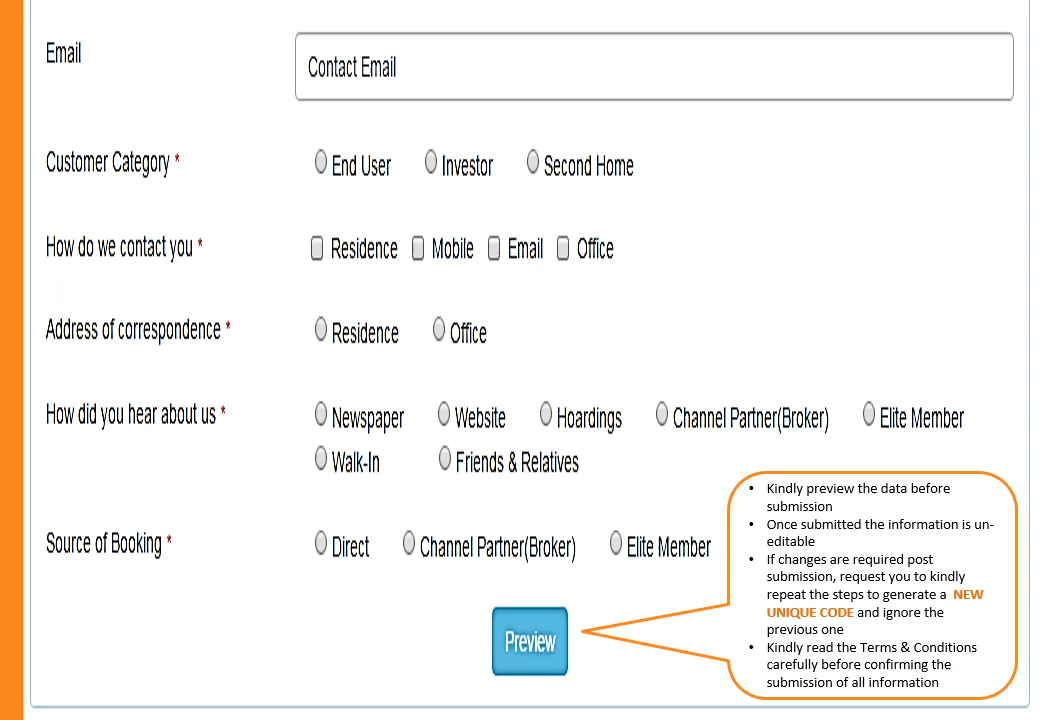 Email
Contact Email
Customer Category *
End User Investor Second Home
How do we contact you *
Residence Mobile Email Office
Address of correspondence *
Residence Office
How did you hear about us *
Newspaper Website Hoardings Channel Partner(Broker) Elite Member
Walk-In Friends & Relatives
Source of Booking *
Direct Channel Partner(Broker) Elite Member
Preview
• Kindly preview the data before
submission
• Once submitted the information is un-
editable
• If changes are required post
submission, request you to kindly
repeat the steps to generate a NEW
UNIQUE CODE and ignore the
previous one
• Kindly read the Terms & Conditions
carefully before confirming the
submission of all information